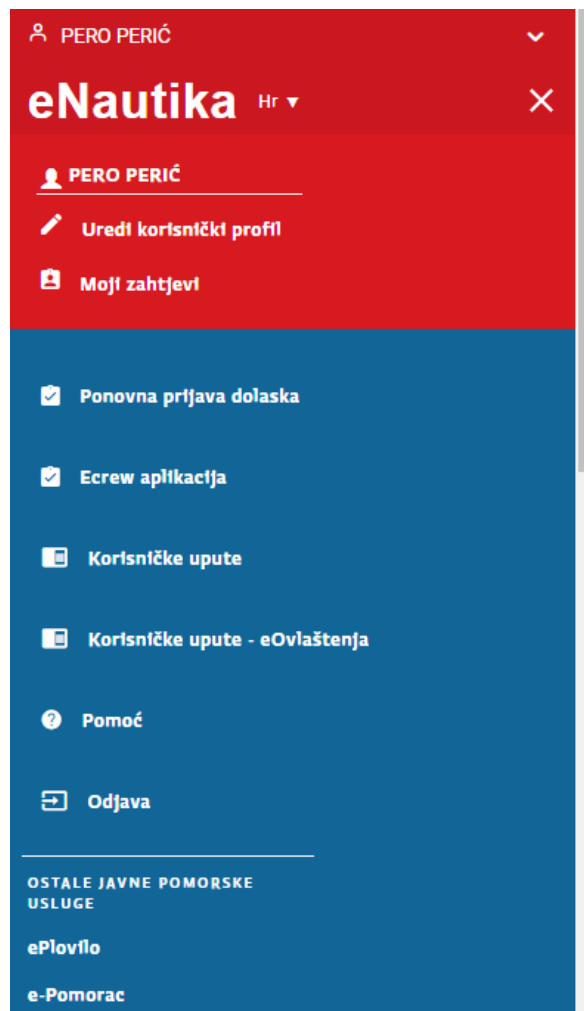 PERO PERIĆ
eNautika Hr ▼
PERO PERIĆ
Uredi korisnički profil
Moji zahtjevi
Ponovna prijava dolaska
Ecrew aplikacija
Korisničke upute
Korisničke upute - eOvlaštenja
Pomoć
Odjava
OSTALE JAVNE POMORSKE
USLUGE
ePlovilo
e-Pomorac